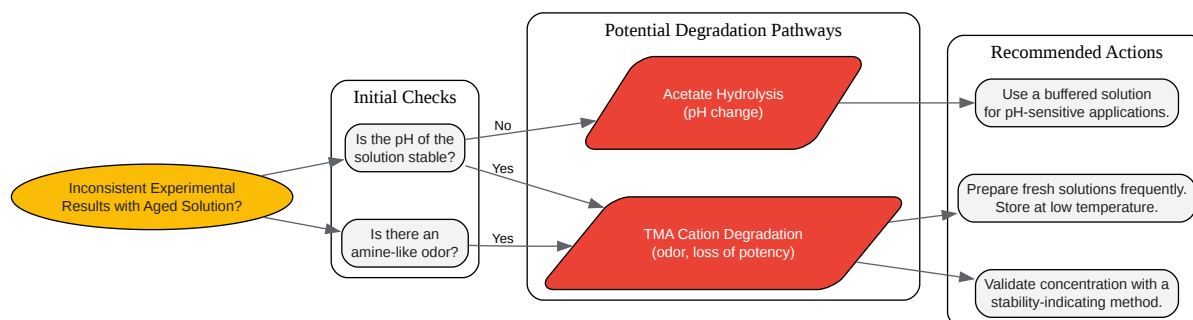 Potential Degradation Pathways
Recommended Actions
Initial Checks
Inconsistent Experimental
Results with Aged Solution?
Is the pH of the
solution stable?
Is there an
amine-like odor?
No
Yes
Yes
Acetate Hydrolysis
(pH change)
TMA Cation Degradation
(odor, loss of potency)
Use a buffered solution
for pH-sensitive applications.
Prepare fresh solutions frequently.
Store at low temperature.
Validate concentration with a
stability-indicating method.